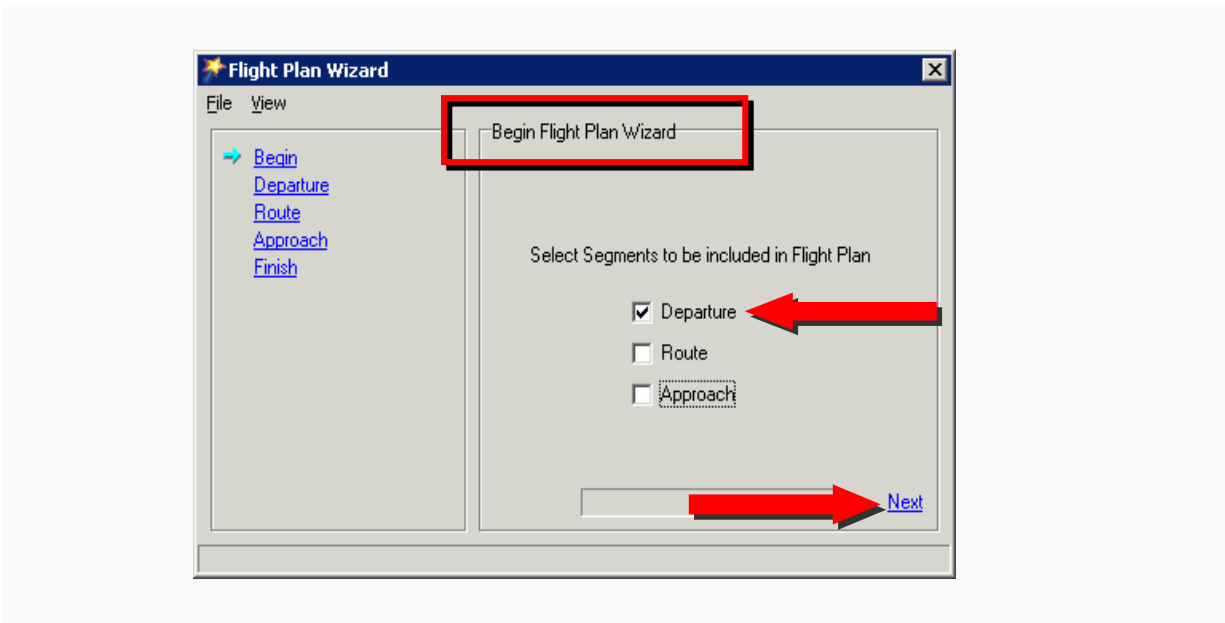 Flight Plan Wizard
File View
Begin Flight Plan Wizard
Begin
Departure
Route
Approach
Finish
Select Segments to be included in Flight Plan
Departure
Route
Approach
Next